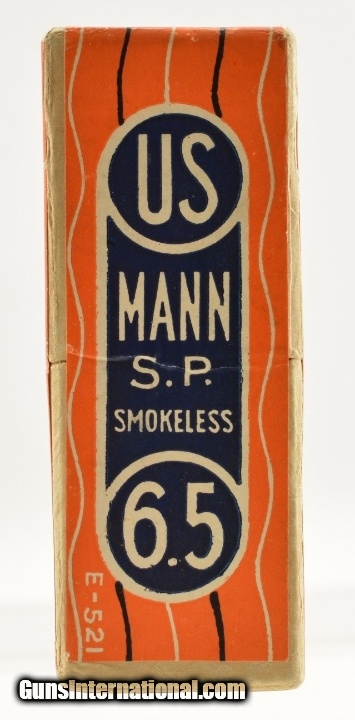 US
MANN
S.P.
SMOKELESS
6.5
E-521
GunsInternational.com